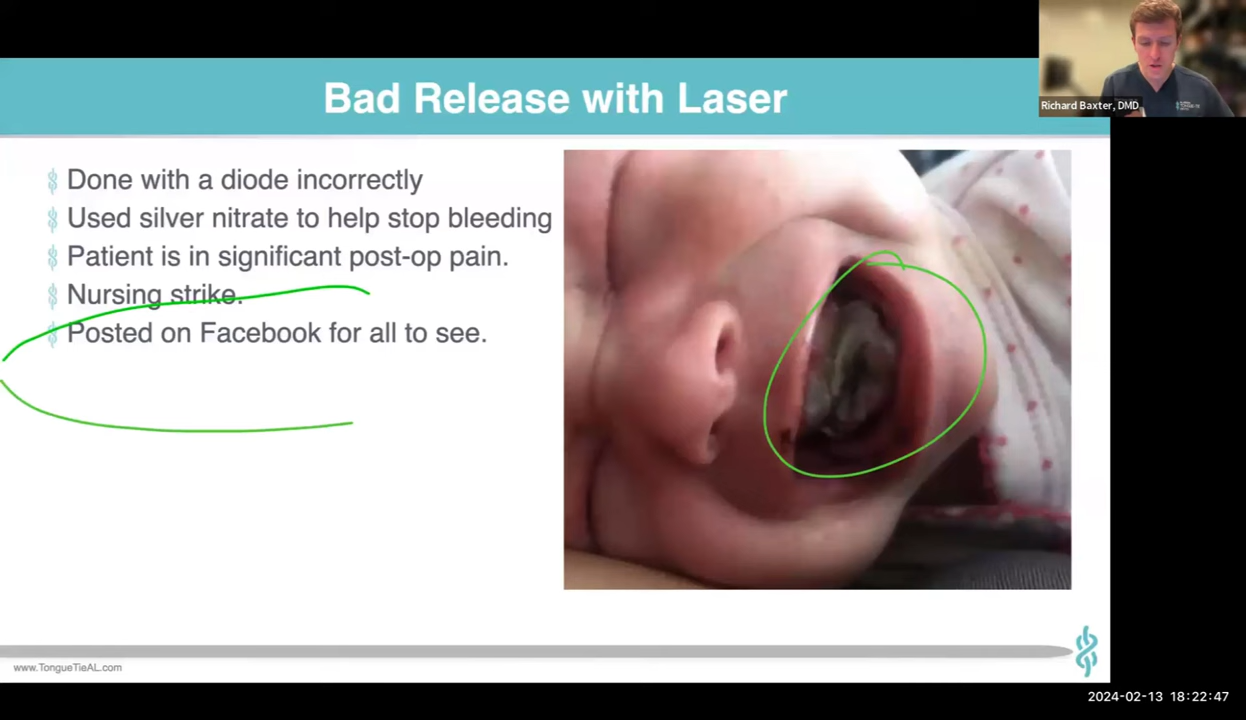 Richard Baxter, DMD
Bad Release with Laser
Done with a diode incorrectly
Used silver nitrate to help stop bleeding
Patient is in significant post-op pain.
Nursing strike.
Posted on Facebook for all to see.
www.TongueTieAL.com
2024-02-13 18:22:47